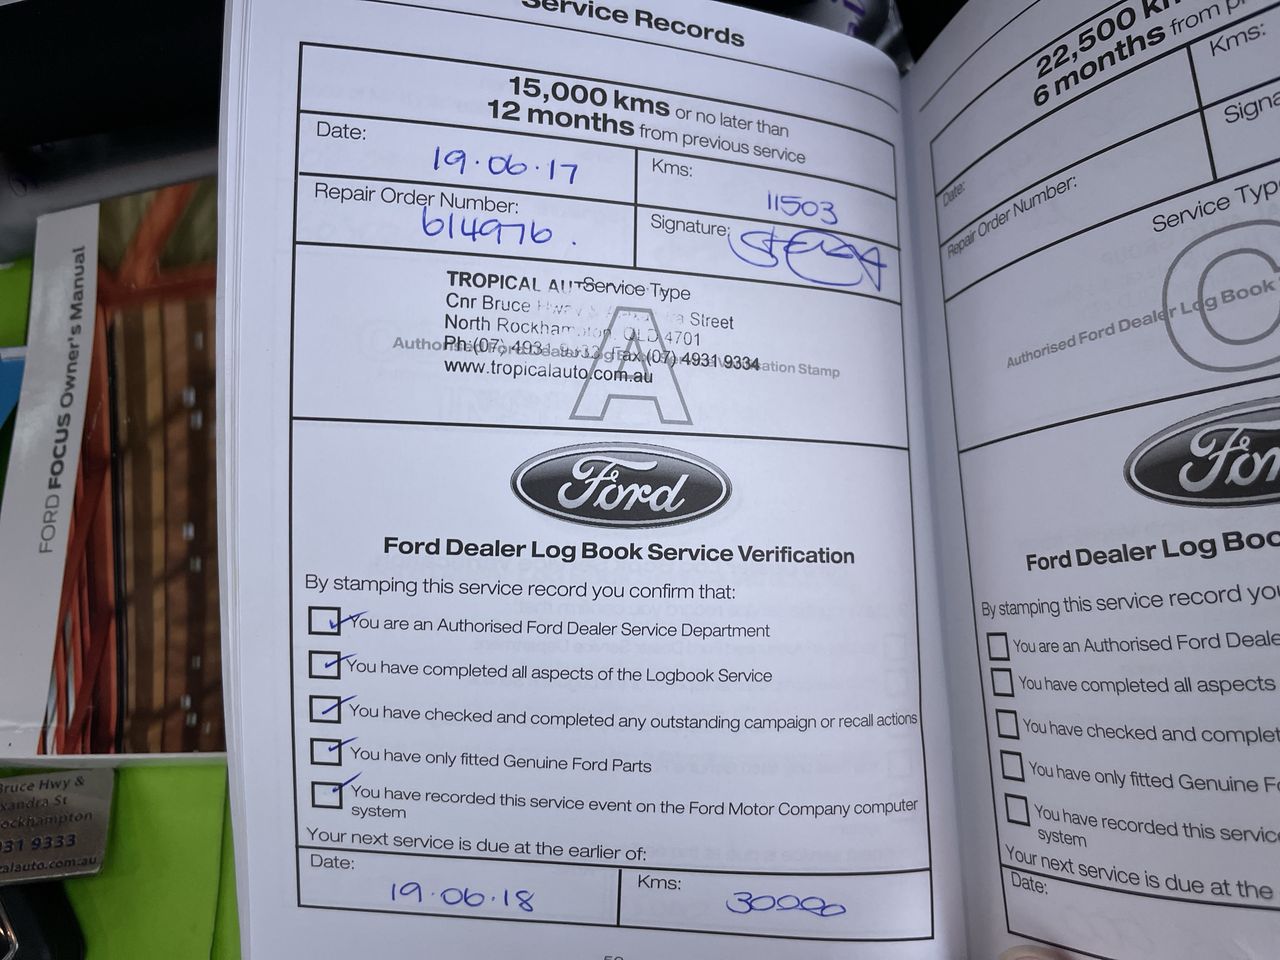 Service Records
15,000 kms or no later than
12 months from previous service
Date:
19.06.17
Kms:
11503
Repair Order Number:
614976.
Signature:
Service Type
A
TROPICAL AUT
Cnr Bruce Hwy & Street
North Rockhampton, QLD 4701
Ph (07) 4931 Fax (07) 4931 9334
www.tropicalauto.com.au
Authorised Ford Dealer Log Stamp
Ford
Ford Dealer Log Book Service Verification
By stamping this service record you confirm that:
You are an Authorised Ford Dealer Service Department
You have completed all aspects of the Logbook Service
You have checked and completed any outstanding campaign or recall actions
You have only fitted Genuine Ford Parts
You have recorded this service event on the Ford Motor Company computer
system
Your next service is due at the earlier of:
Date:
19.06.18
Kms:
30000
22,500 km
6 months from
Date:
Kms:
Repair Order Number:
Signa
Service Typ
C
Authorised Ford Dealer Log Book
For
Ford Dealer Log Boo
By stamping this service record yo
You are an Authorised Ford Deale
You have completed all aspects
You have checked and complet
You have only fitted Genuine Fo
You have recorded this servic
system
Your next service is due at the
Date:
FORD FOCUS Owner's Manual
Bruce Hwy &
xandra St
ockhampton
931 9333
alauto.com.au